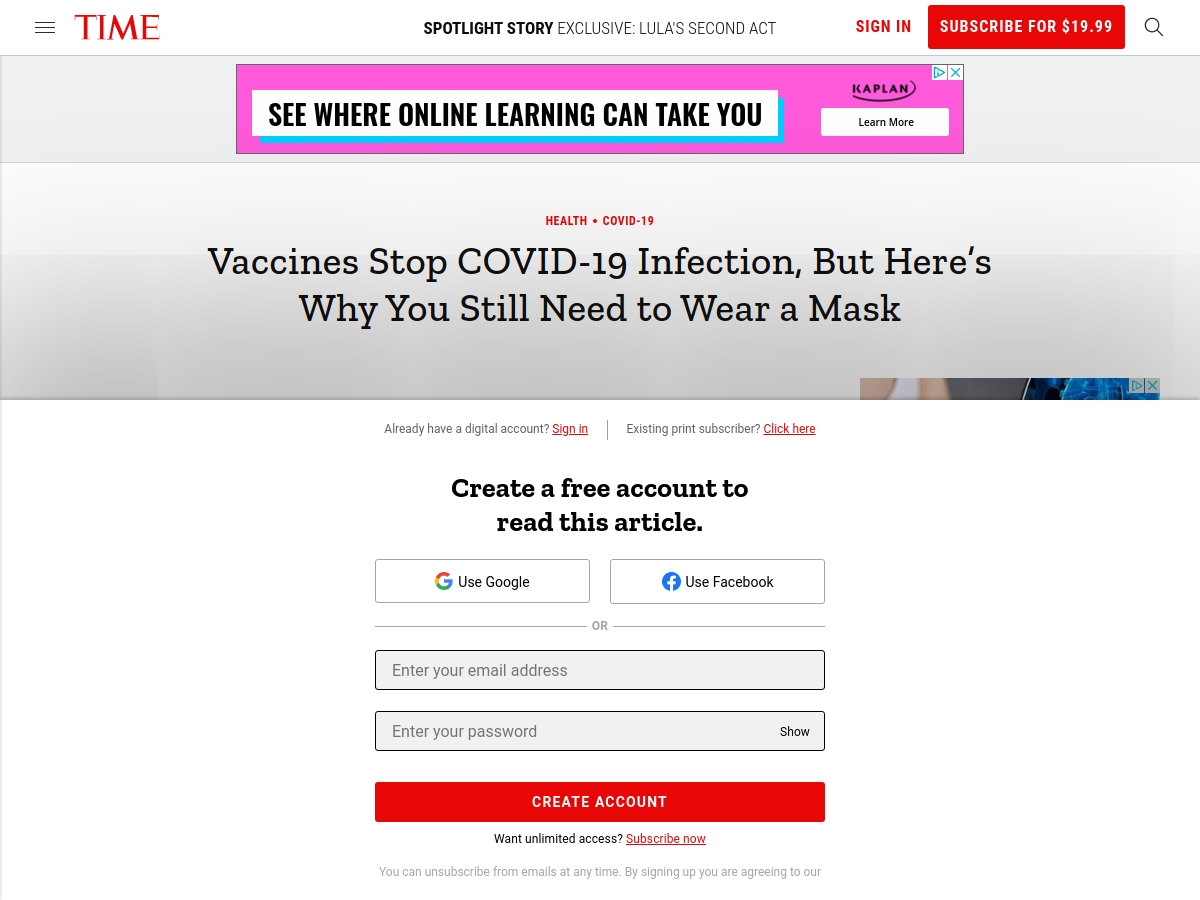 TIME
SPOTLIGHT STORY EXCLUSIVE: LULA'S SECOND ACT
SIGN IN
SUBSCRIBE FOR $19.99
SEE WHERE ONLINE LEARNING CAN TAKE YOU
KAPLAN
Learn More
HEALTH • COVID-19
Vaccines Stop COVID-19 Infection, But Here’s
Why You Still Need to Wear a Mask
Already have a digital account? Sign in
Existing print subscriber? Click here
Create a free account to
read this article.
Use Google
Use Facebook
OR
Enter your email address
Enter your password
Show
CREATE ACCOUNT
Want unlimited access? Subscribe now
You can unsubscribe from emails at any time. By signing up you are agreeing to our